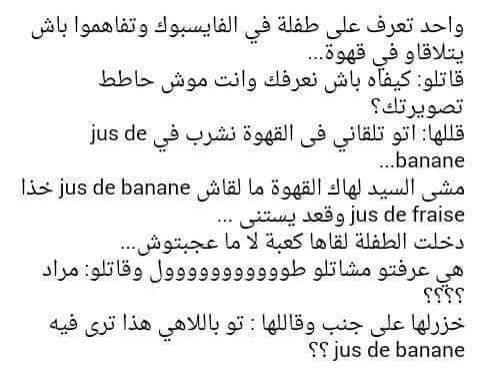 واحد تعرف على طفلة في الفايسبوك وتفاهموا باش
يتلاقاو في قهوة...
قاتلو: كيفاه باش نعرفك وانت موش حاطط
تصويرتك؟
قللها: اتو تلقاني فى القهوة نشرب في jus de
banane...
مشى السيد لهاك القهوة ما لقاش jus de banane خذا
jus de fraise وقعد يستنى ...
دخلت الطفلة لقاها كعبة لا ما عجبتوش...
هي عرفتو مشاتلو طووووووووووول وقاتلو: مراد
؟؟؟؟
خزرلها على جنب وقاللها : تو باللاهي هذا ترى فيه
jus de banane ؟؟